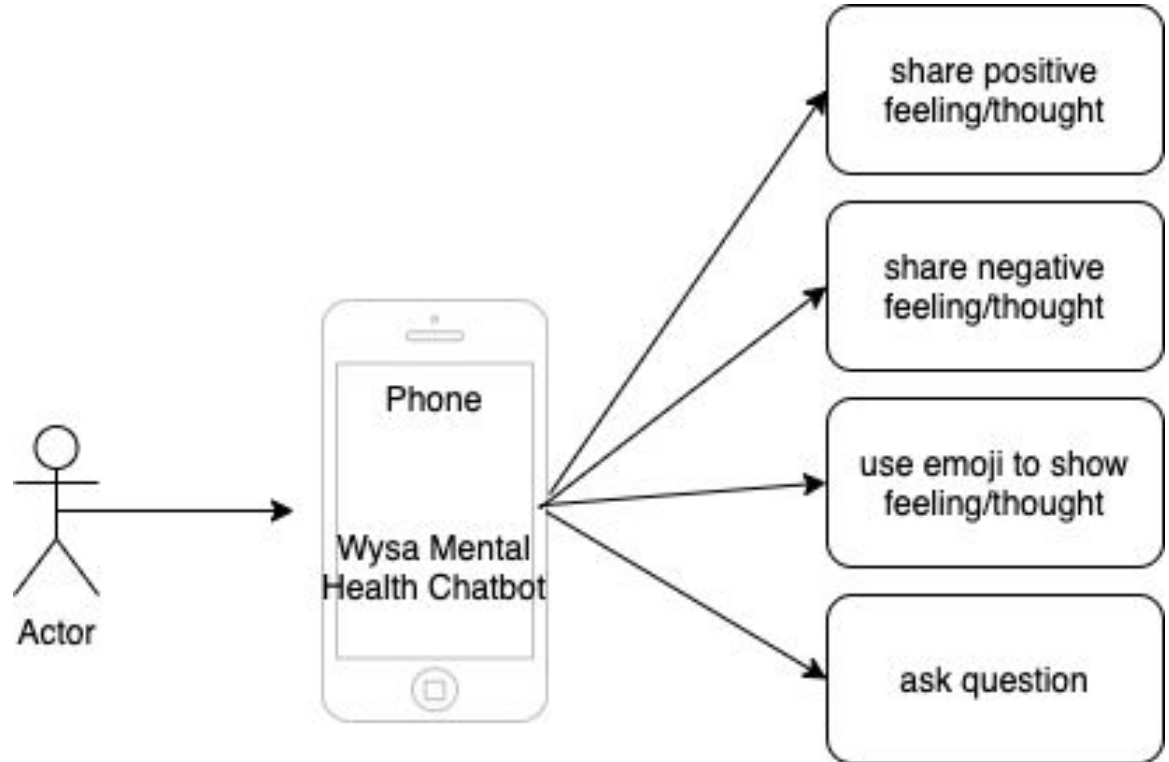 share positive
feeling/thought
share negative
feeling/thought
Phone
use emoji to show
feeling/thought
Wysa Mental
Health Chatbot
Actor
ask question